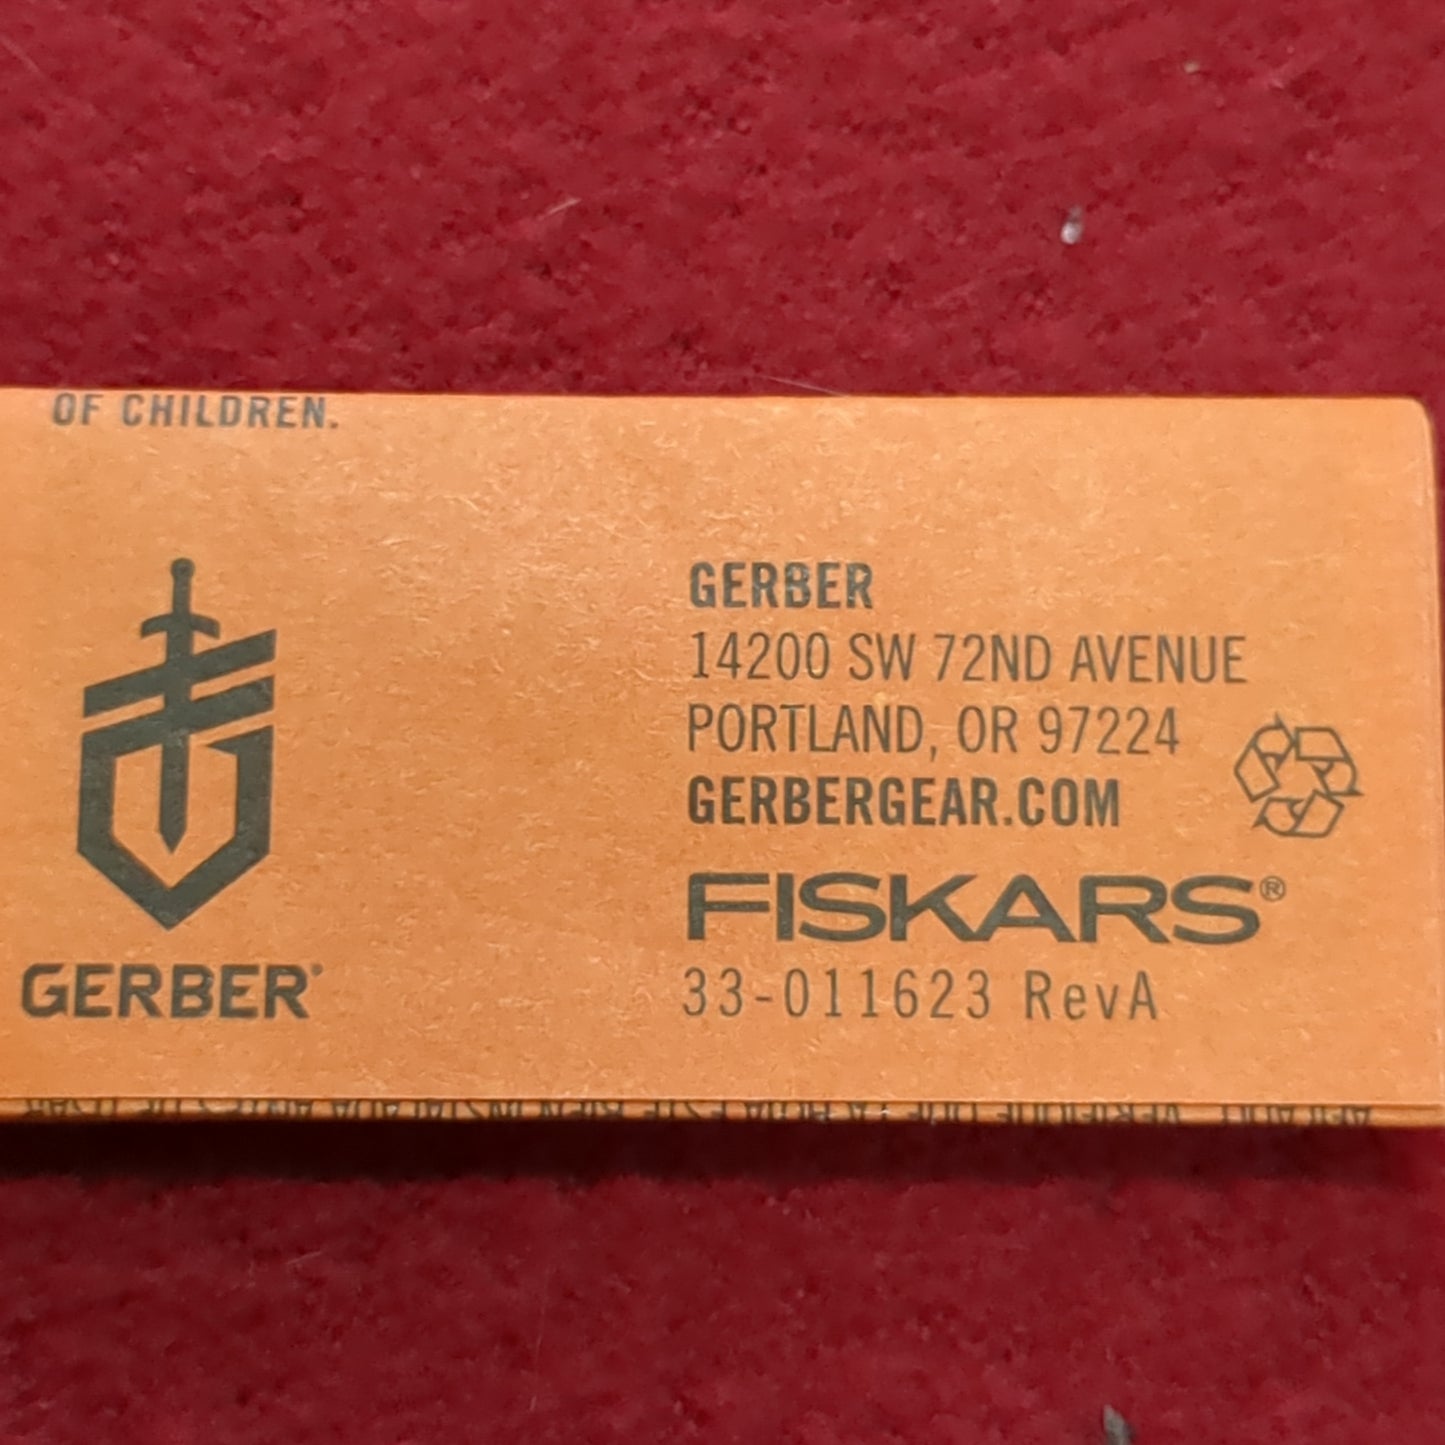 OF CHILDREN.
GERBER
14200 SW 72ND AVENUE
PORTLAND, OR 97224
GERBERGEAR.COM
FISKARS®
33-011623 RevA
GERBER